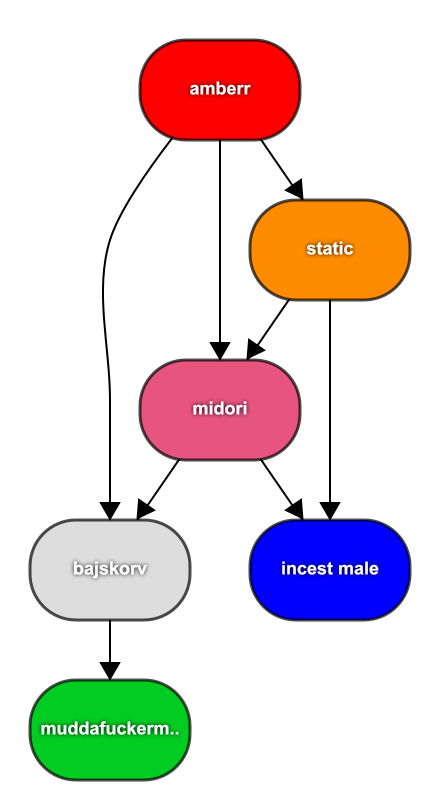 amberr
static
midori
bajskorv
incest male
muddafuckerm..